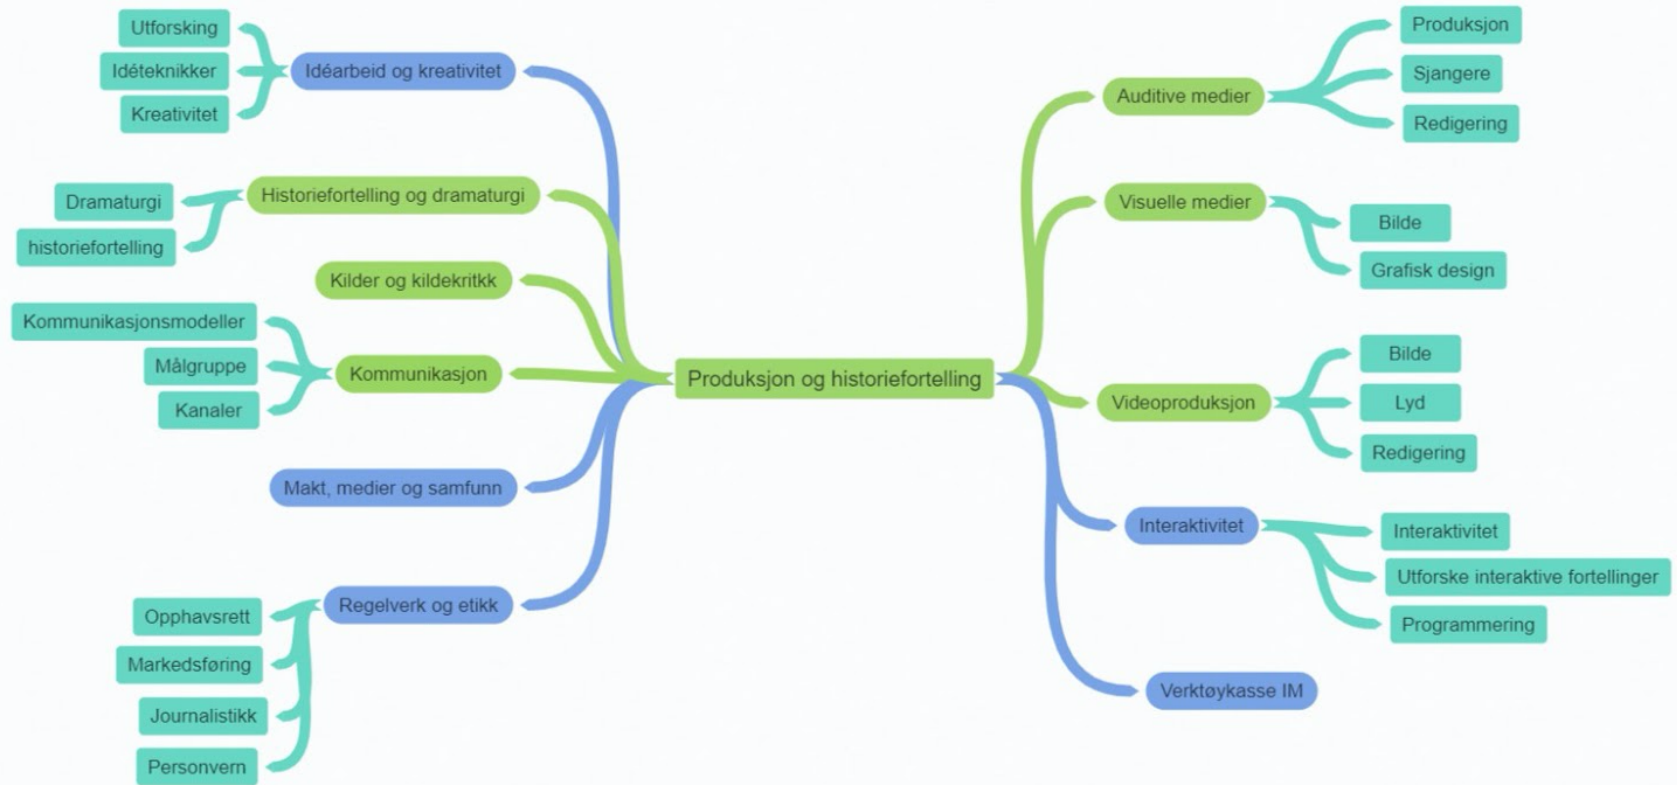 Produksjon og historiefortelling
Idéarbeid og kreativitet
Utforsking
Idéteknikker
Kreativitet
Historiefortelling og dramaturgi
Dramaturgi
historiefortelling
Kilder og kildekritkk
Kommunikasjon
Kommunikasjonsmodeller
Målgruppe
Kanaler
Makt, medier og samfunn
Regelverk og etikk
Opphavsrett
Markedsføring
Journalistikk
Personvern
Auditive medier
Produksjon
Sjangere
Redigering
Visuelle medier
Bilde
Grafisk design
Videoproduksjon
Bilde
Lyd
Redigering
Interaktivitet
Interaktivitet
Utforske interaktive fortellinger
Programmering
Verktøykasse IM